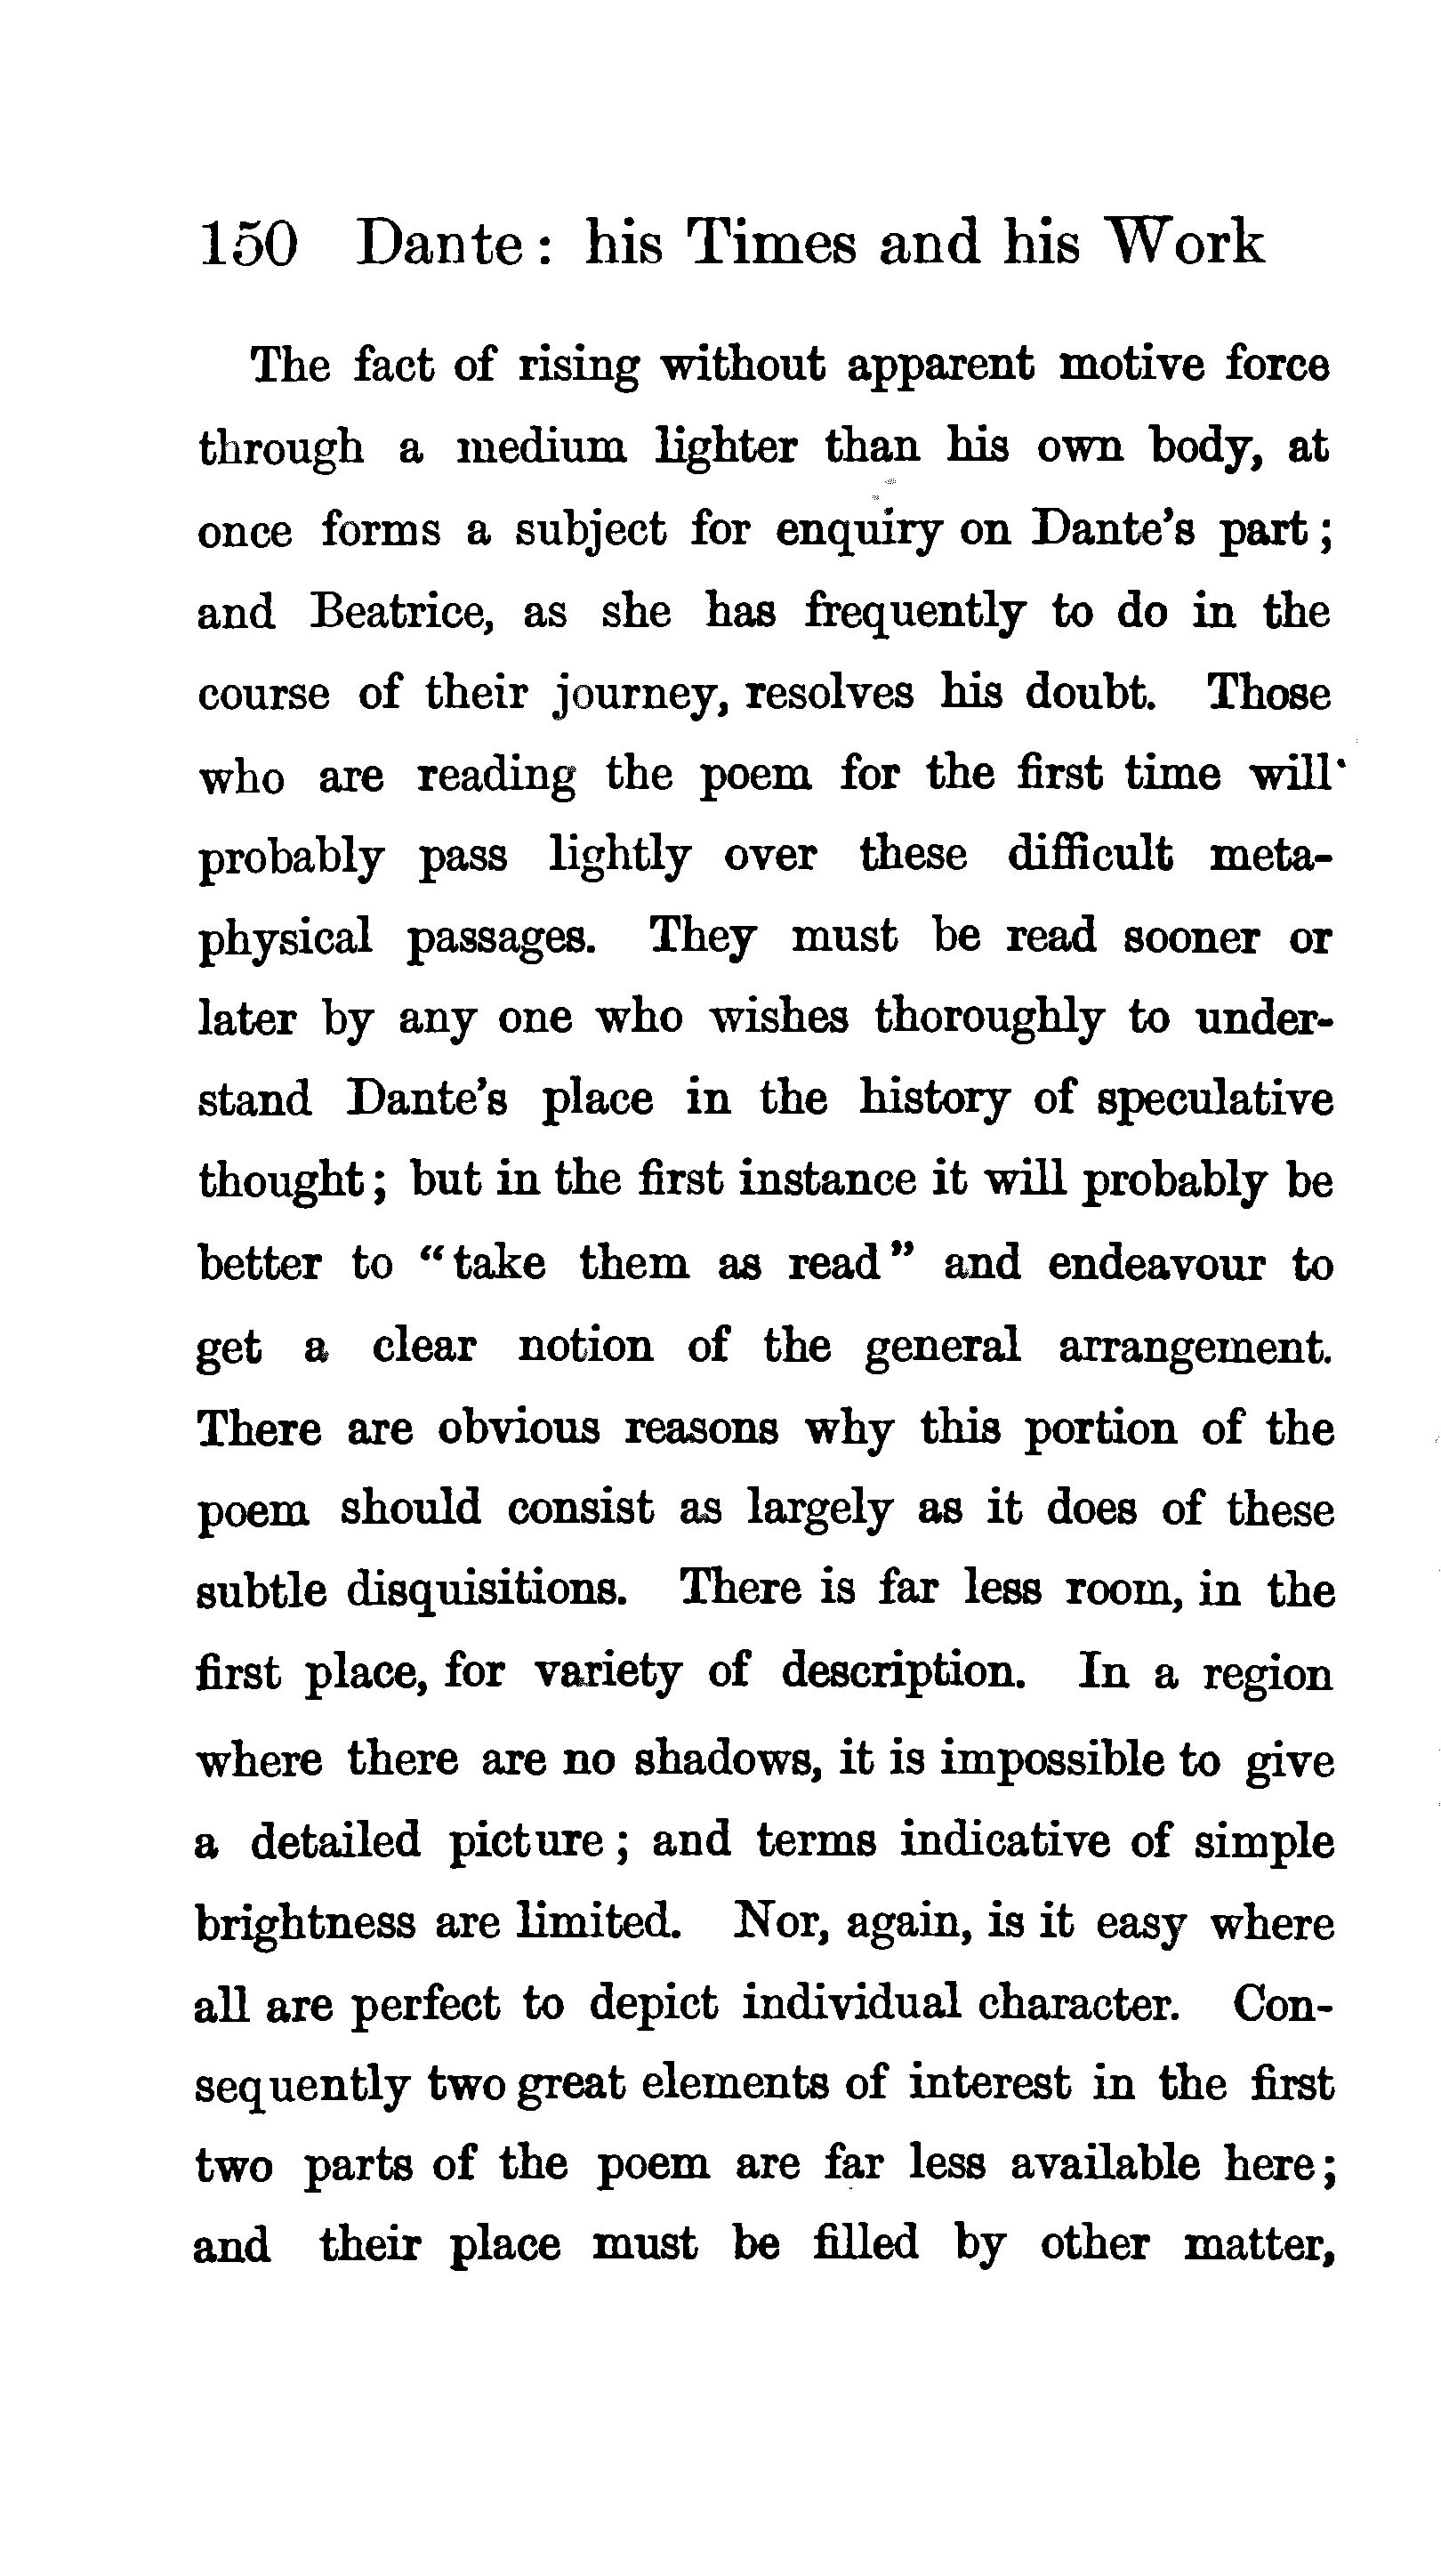 150 Dante: his Times and his Work
The fact of rising without apparent motive force
through a medium lighter than his own body, at
once forms a subject for enquiry on Dante's part;
and Beatrice, as she has frequently to do in the
course of their journey, resolves his doubt. Those
who are reading the poem for the first time will
probably pass lightly over these difficult meta-
physical passages. They must be read sooner or
later by any one who wishes thoroughly to under-
stand Dante's place in the history of speculative
thought; but in the first instance it will probably be
better to “take them as read” and endeavour to
get a clear notion of the general arrangement.
There are obvious reasons why this portion of the
poem should consist as largely as it does of these
subtle disquisitions. There is far less room, in the
first place, for variety of description. In a region
where there are no shadows, it is impossible to give
a detailed picture; and terms indicative of simple
brightness are limited. Nor, again, is it easy where
all are perfect to depict individual character. Con-
sequently two great elements of interest in the first
two parts of the poem are far less available here;
and their place must be filled by other matter,